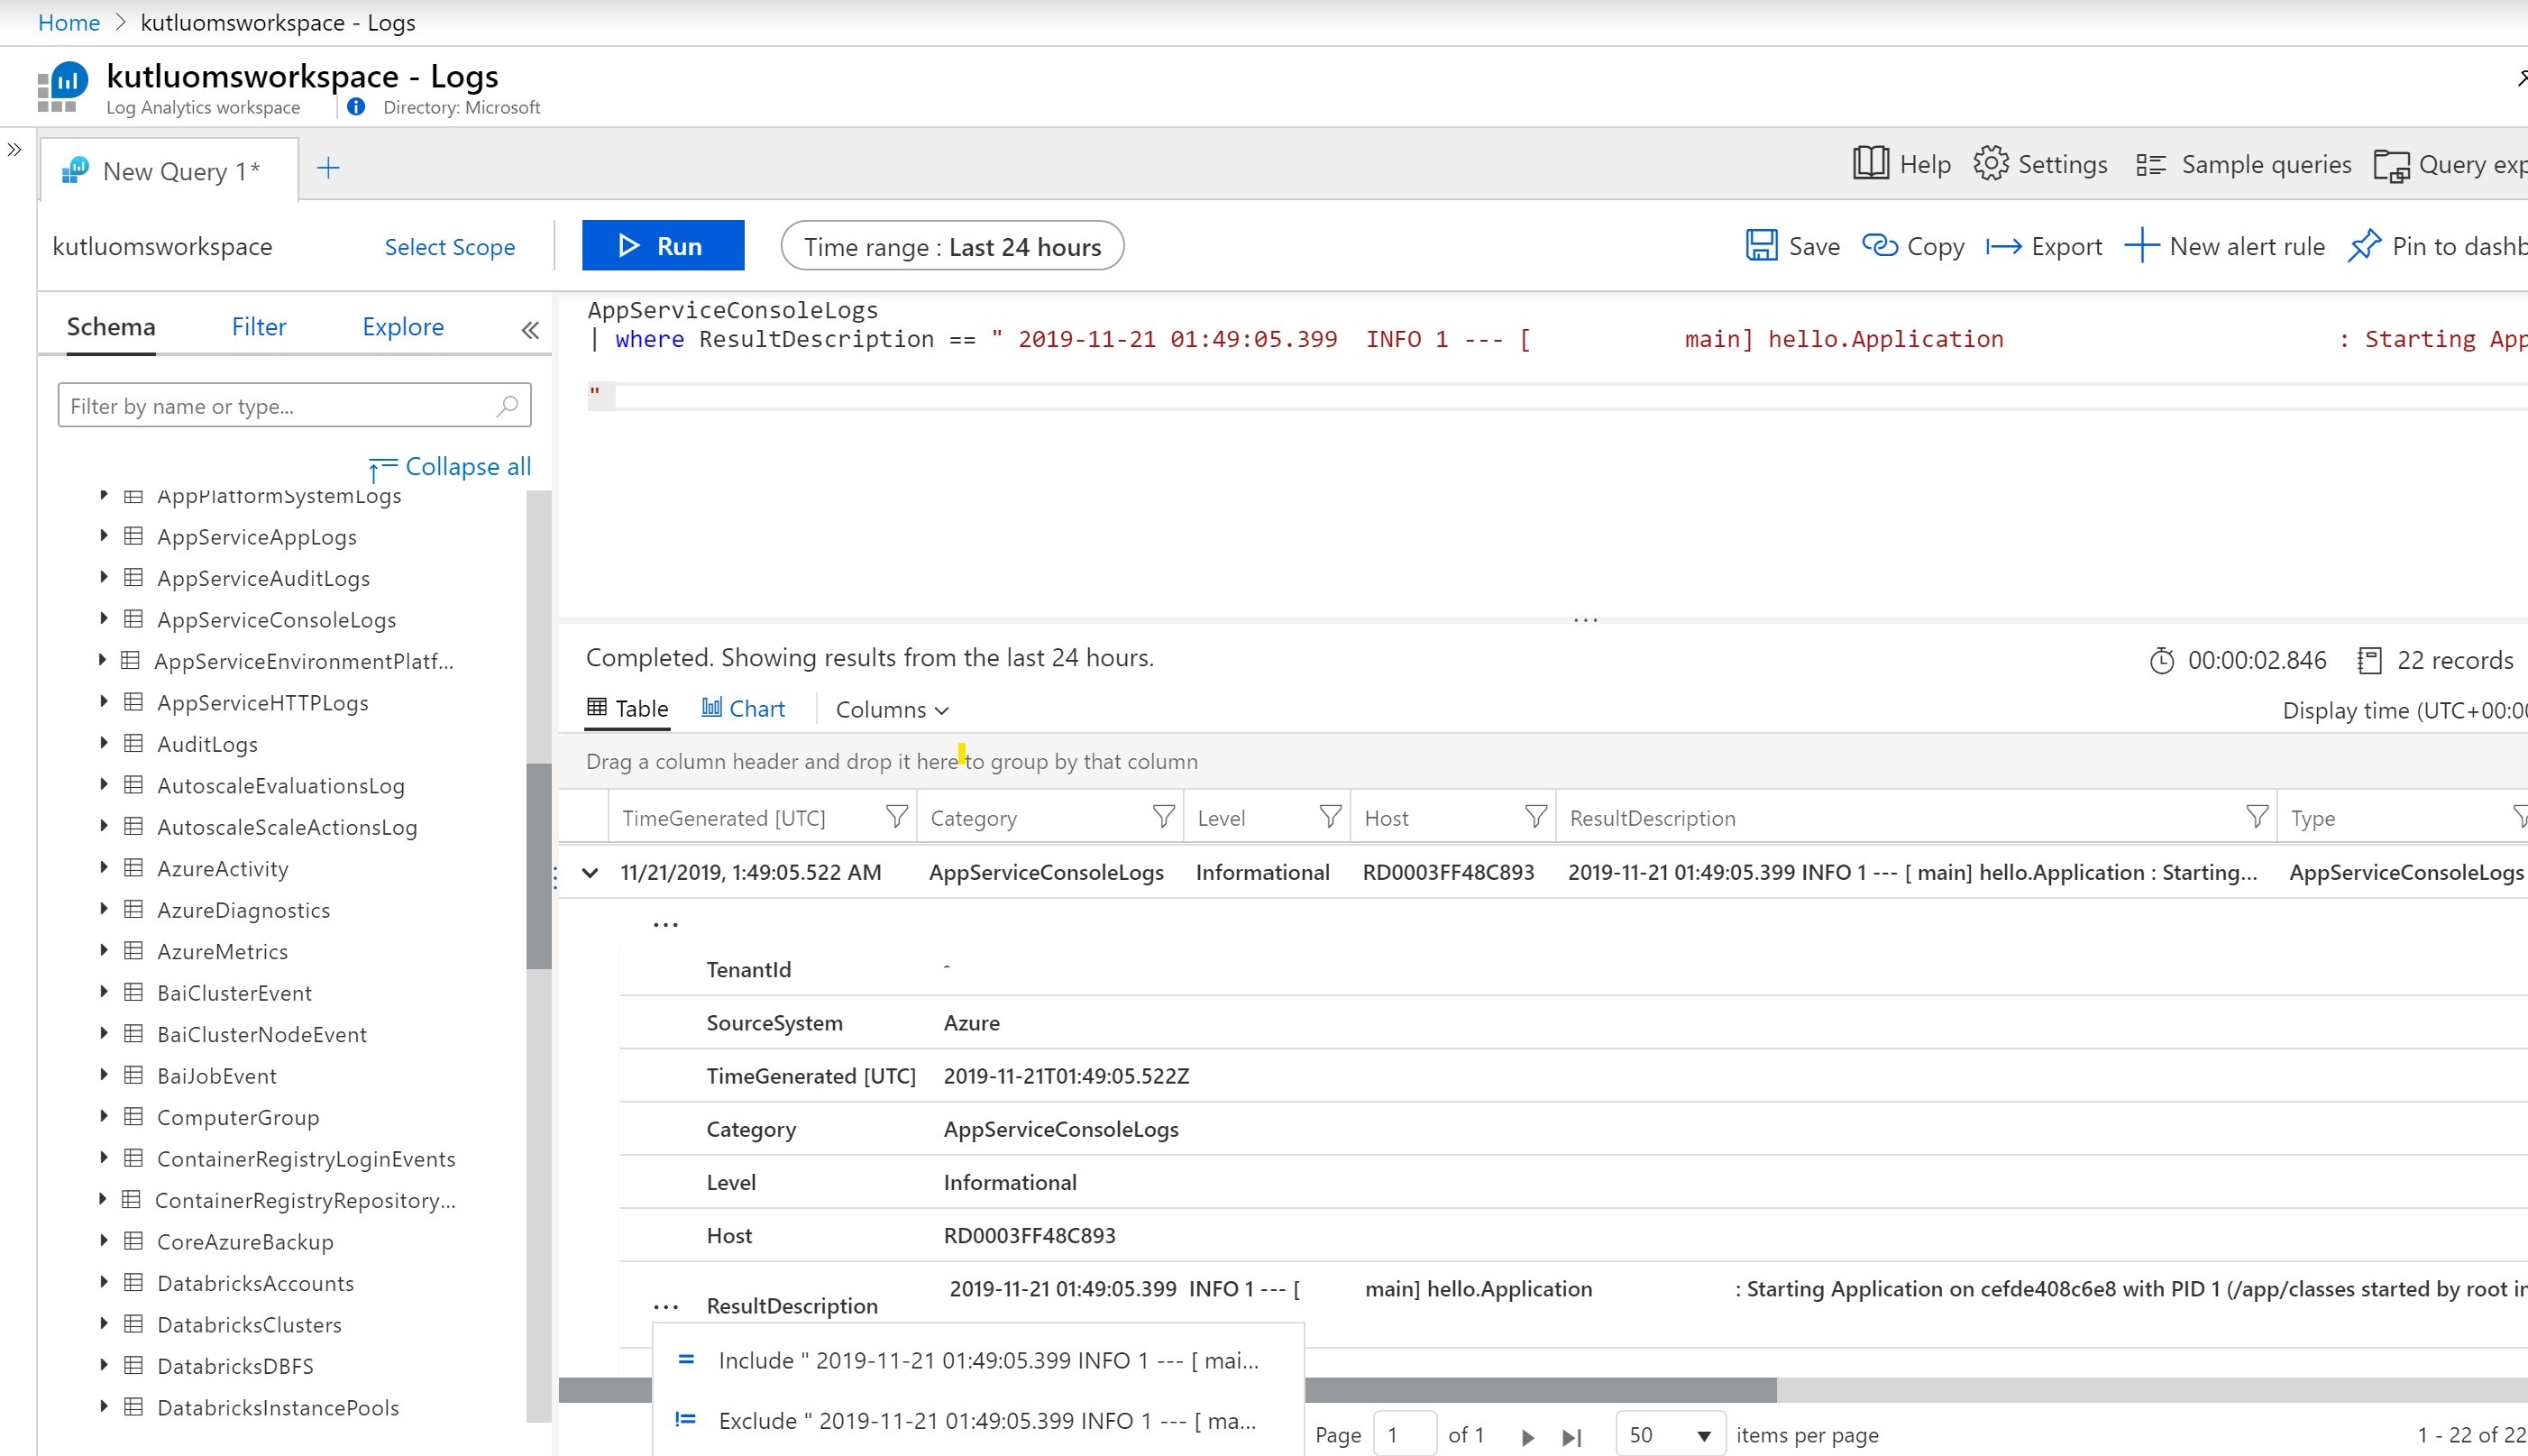 Home > kutluomsworkspace - Logs
kutluomsworkspace - Logs
Log Analytics workspace
Directory: Microsoft
New Query 1*
Help
Settings
Sample queries
Query exp
kutluomsworkspace
Select Scope
Run
Time range : Last 24 hours
Save
Copy
Export
New alert rule
Pin to dashb
Schema
Filter
Explore
Filter by name or type...
Collapse all
AppPlatformSystemLogs
AppServiceAppLogs
AppServiceAuditLogs
AppServiceConsoleLogs
AppServiceEnvironmentPlatf...
AppServiceHTTPLogs
AuditLogs
AutoscaleEvaluationsLog
AutoscaleScaleActionsLog
AzureActivity
AzureDiagnostics
AzureMetrics
BaiClusterEvent
BaiClusterNodeEvent
BaiJobEvent
ComputerGroup
ContainerRegistryLoginEvents
ContainerRegistryRepository...
CoreAzureBackup
DatabricksAccounts
DatabricksClusters
DatabricksDBFS
DatabricksInstancePools
AppServiceConsoleLogs
| where ResultDescription == " 2019-11-21 01:49:05.399  INFO 1 --- [           main] hello.Application                        : Starting App
"
Completed. Showing results from the last 24 hours.
00:00:02.846
22 records
Table
Chart
Columns
Display time (UTC+00:00
Drag a column header and drop it here to group by that column
TimeGenerated [UTC]
Category
Level
Host
ResultDescription
Type
11/21/2019, 1:49:05.522 AM
AppServiceConsoleLogs
Informational
RD0003FF48C893
2019-11-21 01:49:05.399 INFO 1 --- [ main] hello.Application : Starting...
AppServiceConsoleLogs
...
TenantId
SourceSystem Azure
TimeGenerated [UTC] 2019-11-21T01:49:05.522Z
Category AppServiceConsoleLogs
Level Informational
Host RD0003FF48C893
... ResultDescription 2019-11-21 01:49:05.399  INFO 1 --- [           main] hello.Application                        : Starting Application on cefde408c6e8 with PID 1 (/app/classes started by root in
= Include " 2019-11-21 01:49:05.399 INFO 1 --- [ mai...
!= Exclude " 2019-11-21 01:49:05.399 INFO 1 --- [ ma...
Page 1 of 1
50 items per page
1 - 22 of 22